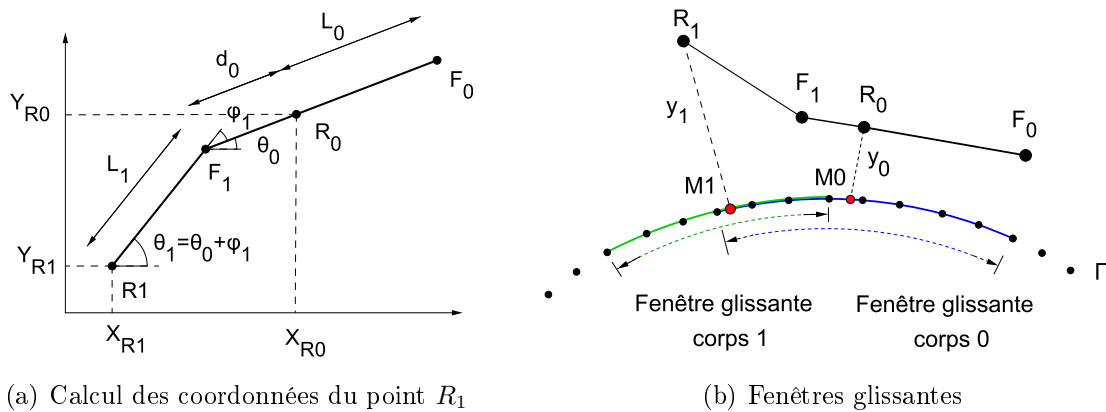 L0
d0
F0
YR0
φ1
R0
θ0
F1
L1
θ1=θ0+φ1
YR1
R1
XR1
XR0
(a) Calcul des coordonnées du point R1
R1
F1
R0
F0
y1
y0
M1
M0
Γ
Fenêtre glissante
corps 1
Fenêtre glissante
corps 0
(b) Fenêtres glissantes